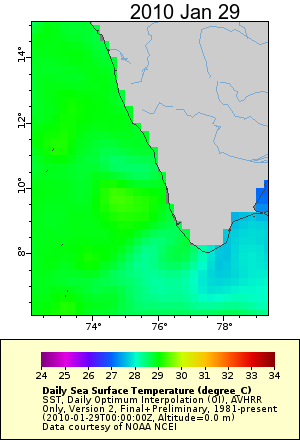 2010 Jan 29
14°
12°
10°
8°
74°
76°
78°
24 25 26 27 28 29 30 31 32 33 34
Daily Sea Surface Temperature (degree_C)
SST, Daily Optimum Interpolation (OI), AVHRR
Only, Version 2, Final+Preliminary, 1981-present
(2010-01-29T00:00:00Z, Altitude=0.0 m)
Data courtesy of NOAA NCEI